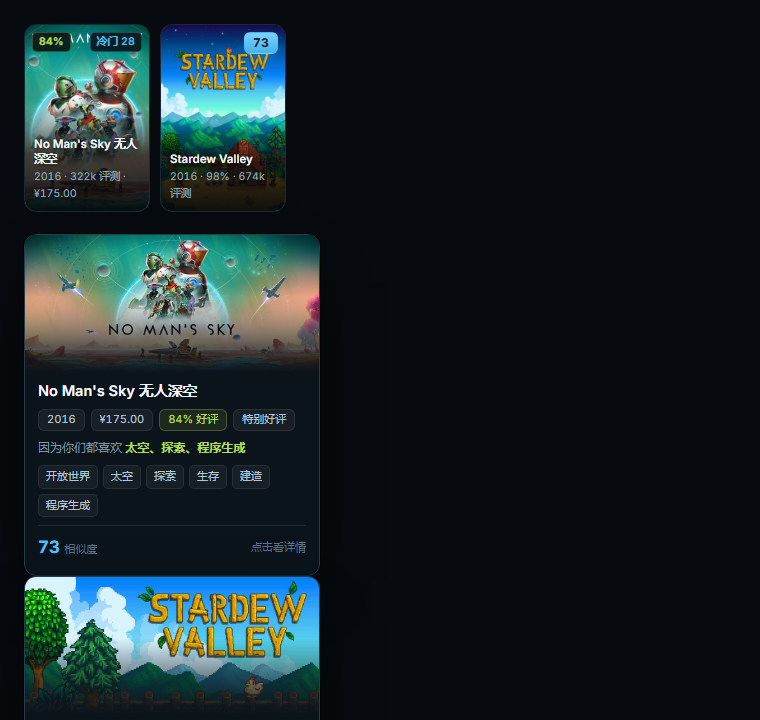 84%
冷门 28
No Man's Sky 无人
深空
2016 · 322k 评测 ·
¥175.00
73
STARDEW
VALLEY
Stardew Valley
2016 · 98% · 674k
评测
NO MAN'S SKY
No Man's Sky 无人深空
2016
¥175.00
84% 好评
特别好评
因为你们都喜欢 太空、探索、程序生成
开放世界
太空
探索
生存
建造
程序生成
73 相似度
点击看详情
STARDEW
VALLEY